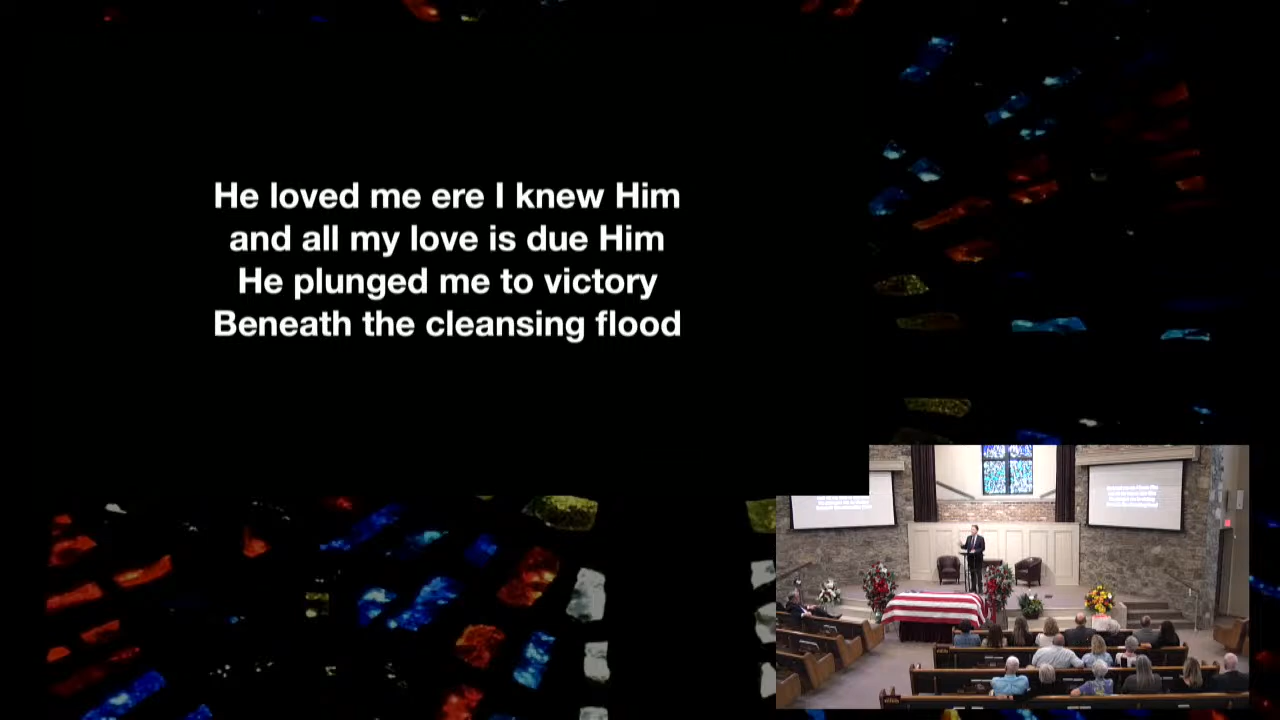 He loved me ere I knew Him
and all my love is due Him
He plunged me to victory
Beneath the cleansing flood